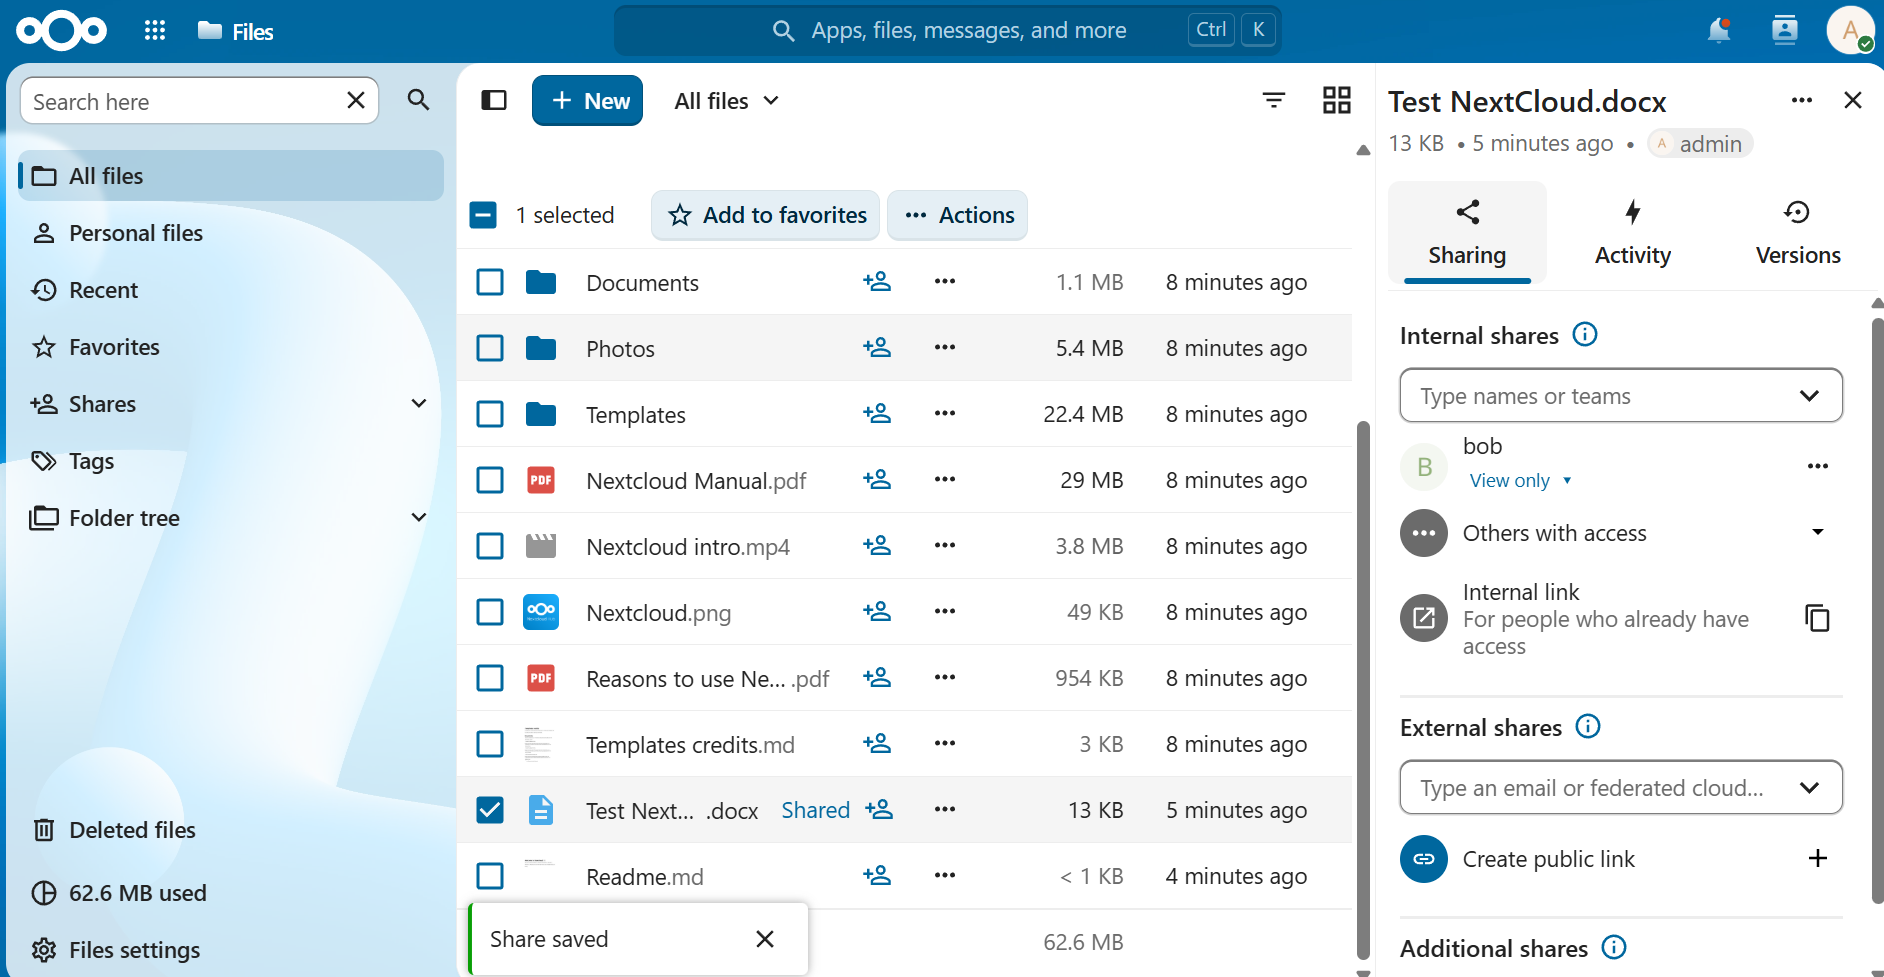 Files
Apps, files, messages, and more
Ctrl
K
A
Search here
All files
Personal files
Recent
Favorites
Shares
Tags
Folder tree
Deleted files
62.6 MB used
Files settings
New
All files
1 selected
Add to favorites
Actions
Documents 1.1 MB 8 minutes ago
Photos 5.4 MB 8 minutes ago
Templates 22.4 MB 8 minutes ago
PDF Nextcloud Manual.pdf 29 MB 8 minutes ago
Nextcloud intro.mp4 3.8 MB 8 minutes ago
Nextcloud.png 49 KB 8 minutes ago
PDF Reasons to use Ne... .pdf 954 KB 8 minutes ago
Templates credits.md 3 KB 8 minutes ago
Test Next... .docx Shared 13 KB 5 minutes ago
Readme.md < 1 KB 4 minutes ago
62.6 MB
Share saved
Test NextCloud.docx
13 KB • 5 minutes ago • A admin
Sharing
Activity
Versions
Internal shares
Type names or teams
B
bob
View only
Others with access
Internal link
For people who already have
access
External shares
Type an email or federated cloud...
Create public link
Additional shares